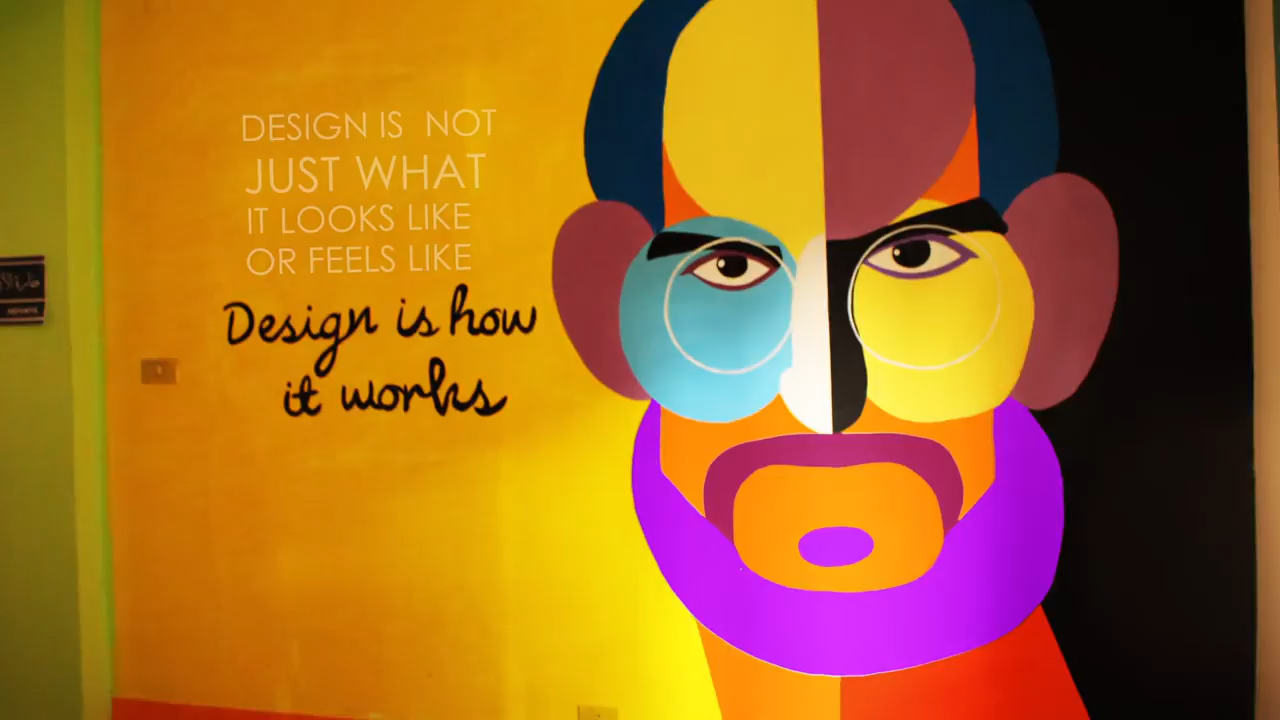 DESIGN IS NOT
JUST WHAT
IT LOOKS LIKE
OR FEELS LIKE
Design is how
it works